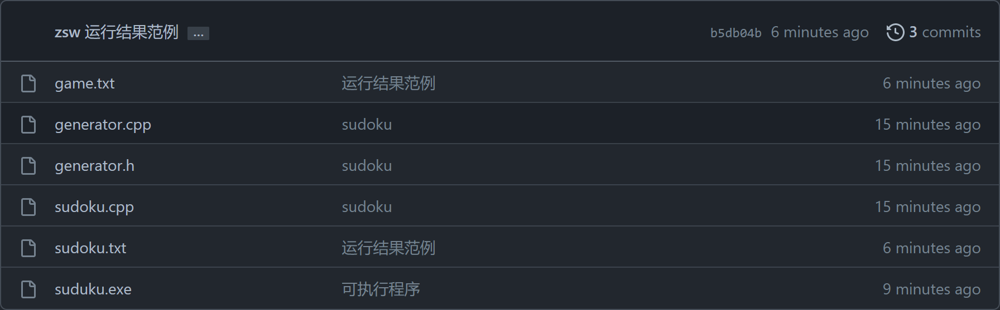 zsw 运行结果范例 ... b5db04b 6 minutes ago 3 commits
game.txt 运行结果范例 6 minutes ago
generator.cpp sudoku 15 minutes ago
generator.h sudoku 15 minutes ago
sudoku.cpp sudoku 15 minutes ago
sudoku.txt 运行结果范例 6 minutes ago
suduku.exe 可执行程序 9 minutes ago